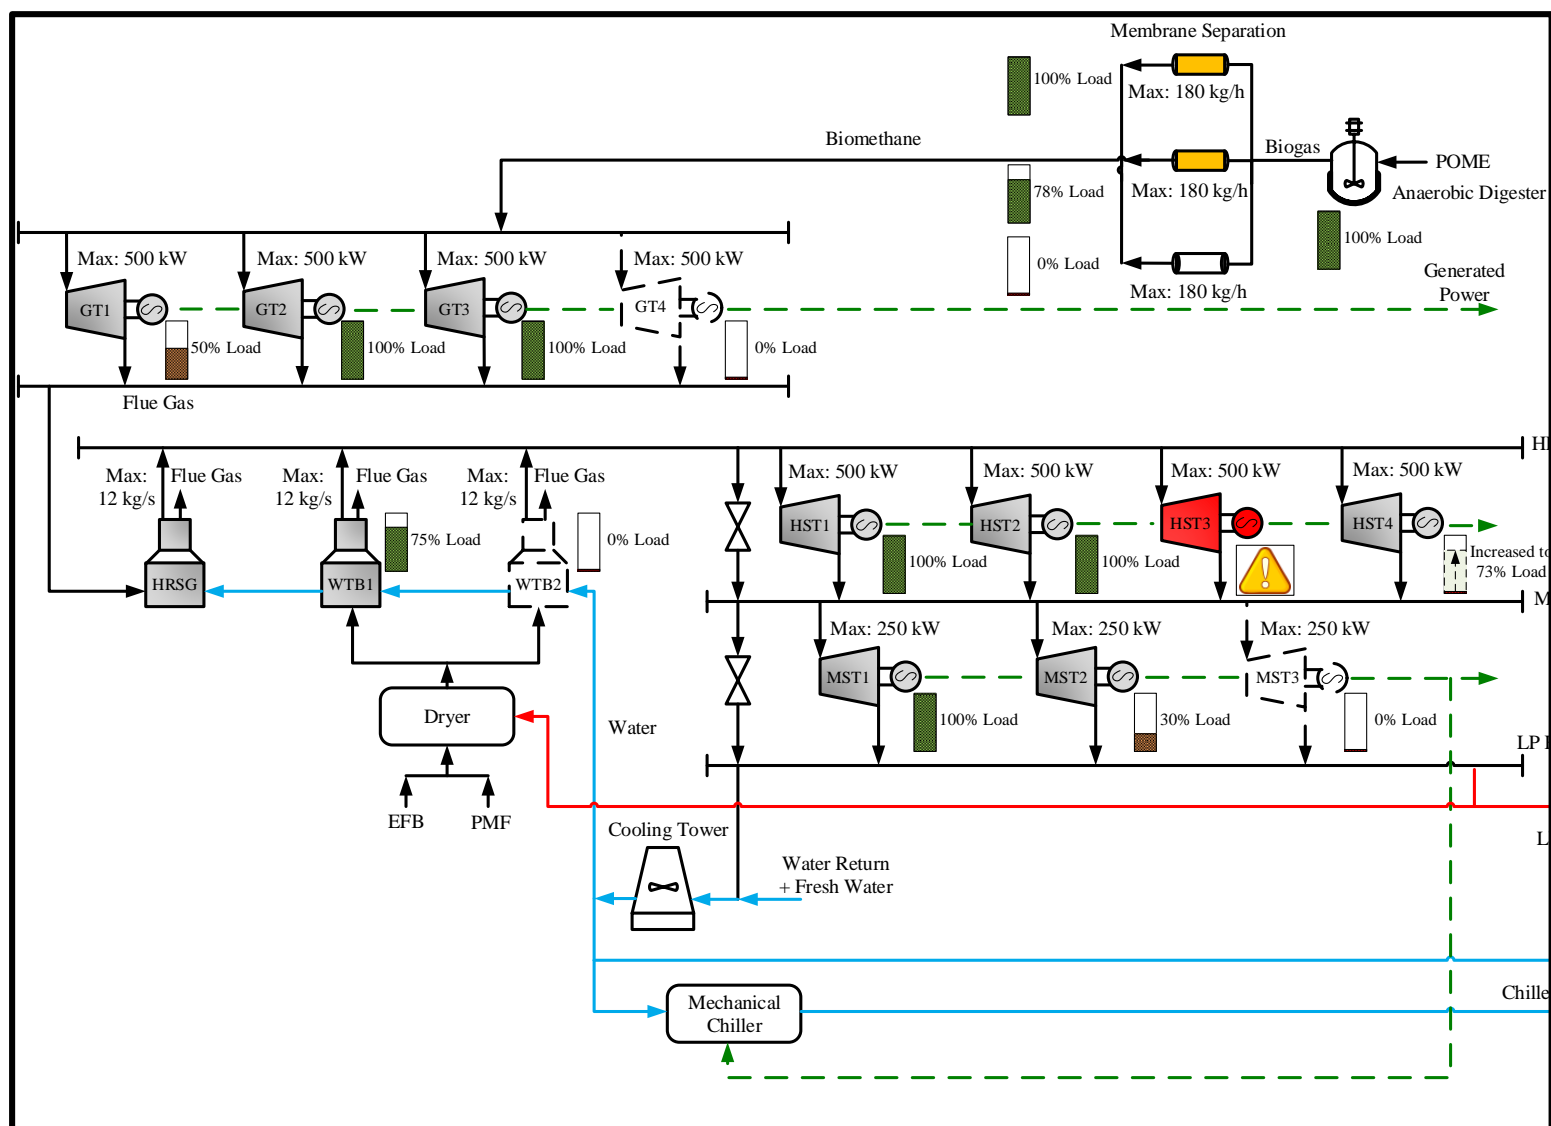 Membrane Separation
100% Load
Max: 180 kg/h
Biomethane
Biogas
78% Load
Max: 180 kg/h
POME
Anaerobic Digester
100% Load
0% Load
Max: 180 kg/h
Generated
Power
Max: 500 kW
Max: 500 kW
Max: 500 kW
Max: 500 kW
GT1
GT2
GT3
GT4
50% Load
100% Load
100% Load
0% Load
Flue Gas
Max:
12 kg/s
Flue Gas
Max:
12 kg/s
Flue Gas
Max:
12 kg/s
Flue Gas
75% Load
0% Load
HRSG
WTB1
WTB2
Max: 500 kW
Max: 500 kW
Max: 500 kW
Max: 500 kW
HST1
HST2
HST3
HST4
100% Load
100% Load
Increased to
73% Load
M
Max: 250 kW
Max: 250 kW
Max: 250 kW
MST1
MST2
MST3
100% Load
30% Load
0% Load
LP
Dryer
Water
EFB
PMF
Cooling Tower
Water Return
+ Fresh Water
L
Mechanical
Chiller
Chille